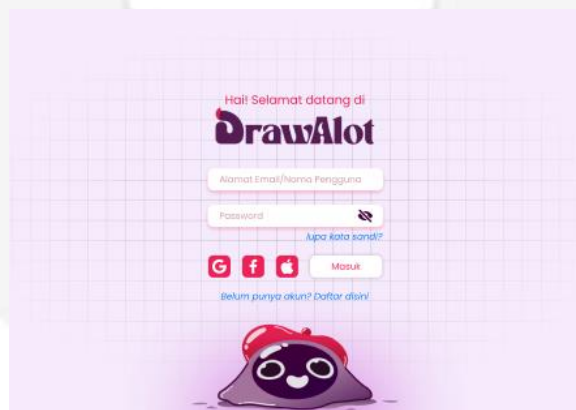 Hai! Selamat datang di
DrawAlot
Alamat Email/Nama Pengguna
Password
lupa kata sandi?
Masuk
Belum punya akun? Daftar disini